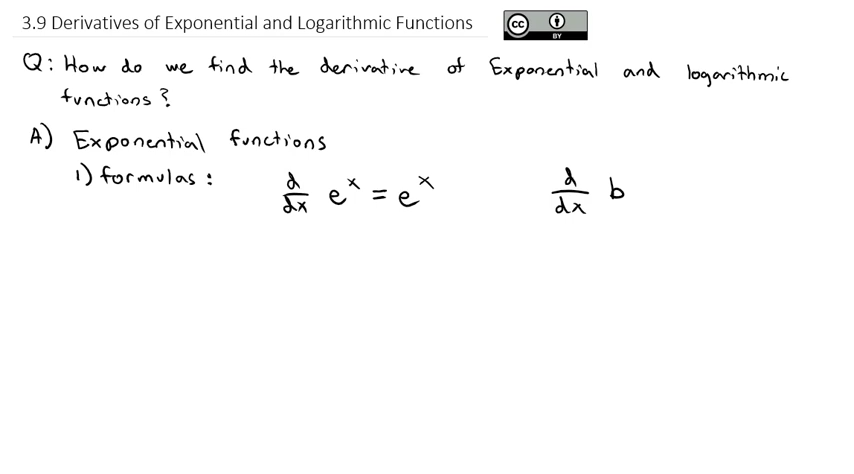 3.9 Derivatives of Exponential and Logarithmic Functions
cc BY
Q: How do we find the derivative of Exponential and logarithmic
functions?
A) Exponential functions
1) formulas: d/dx e^x = e^x d/dx b